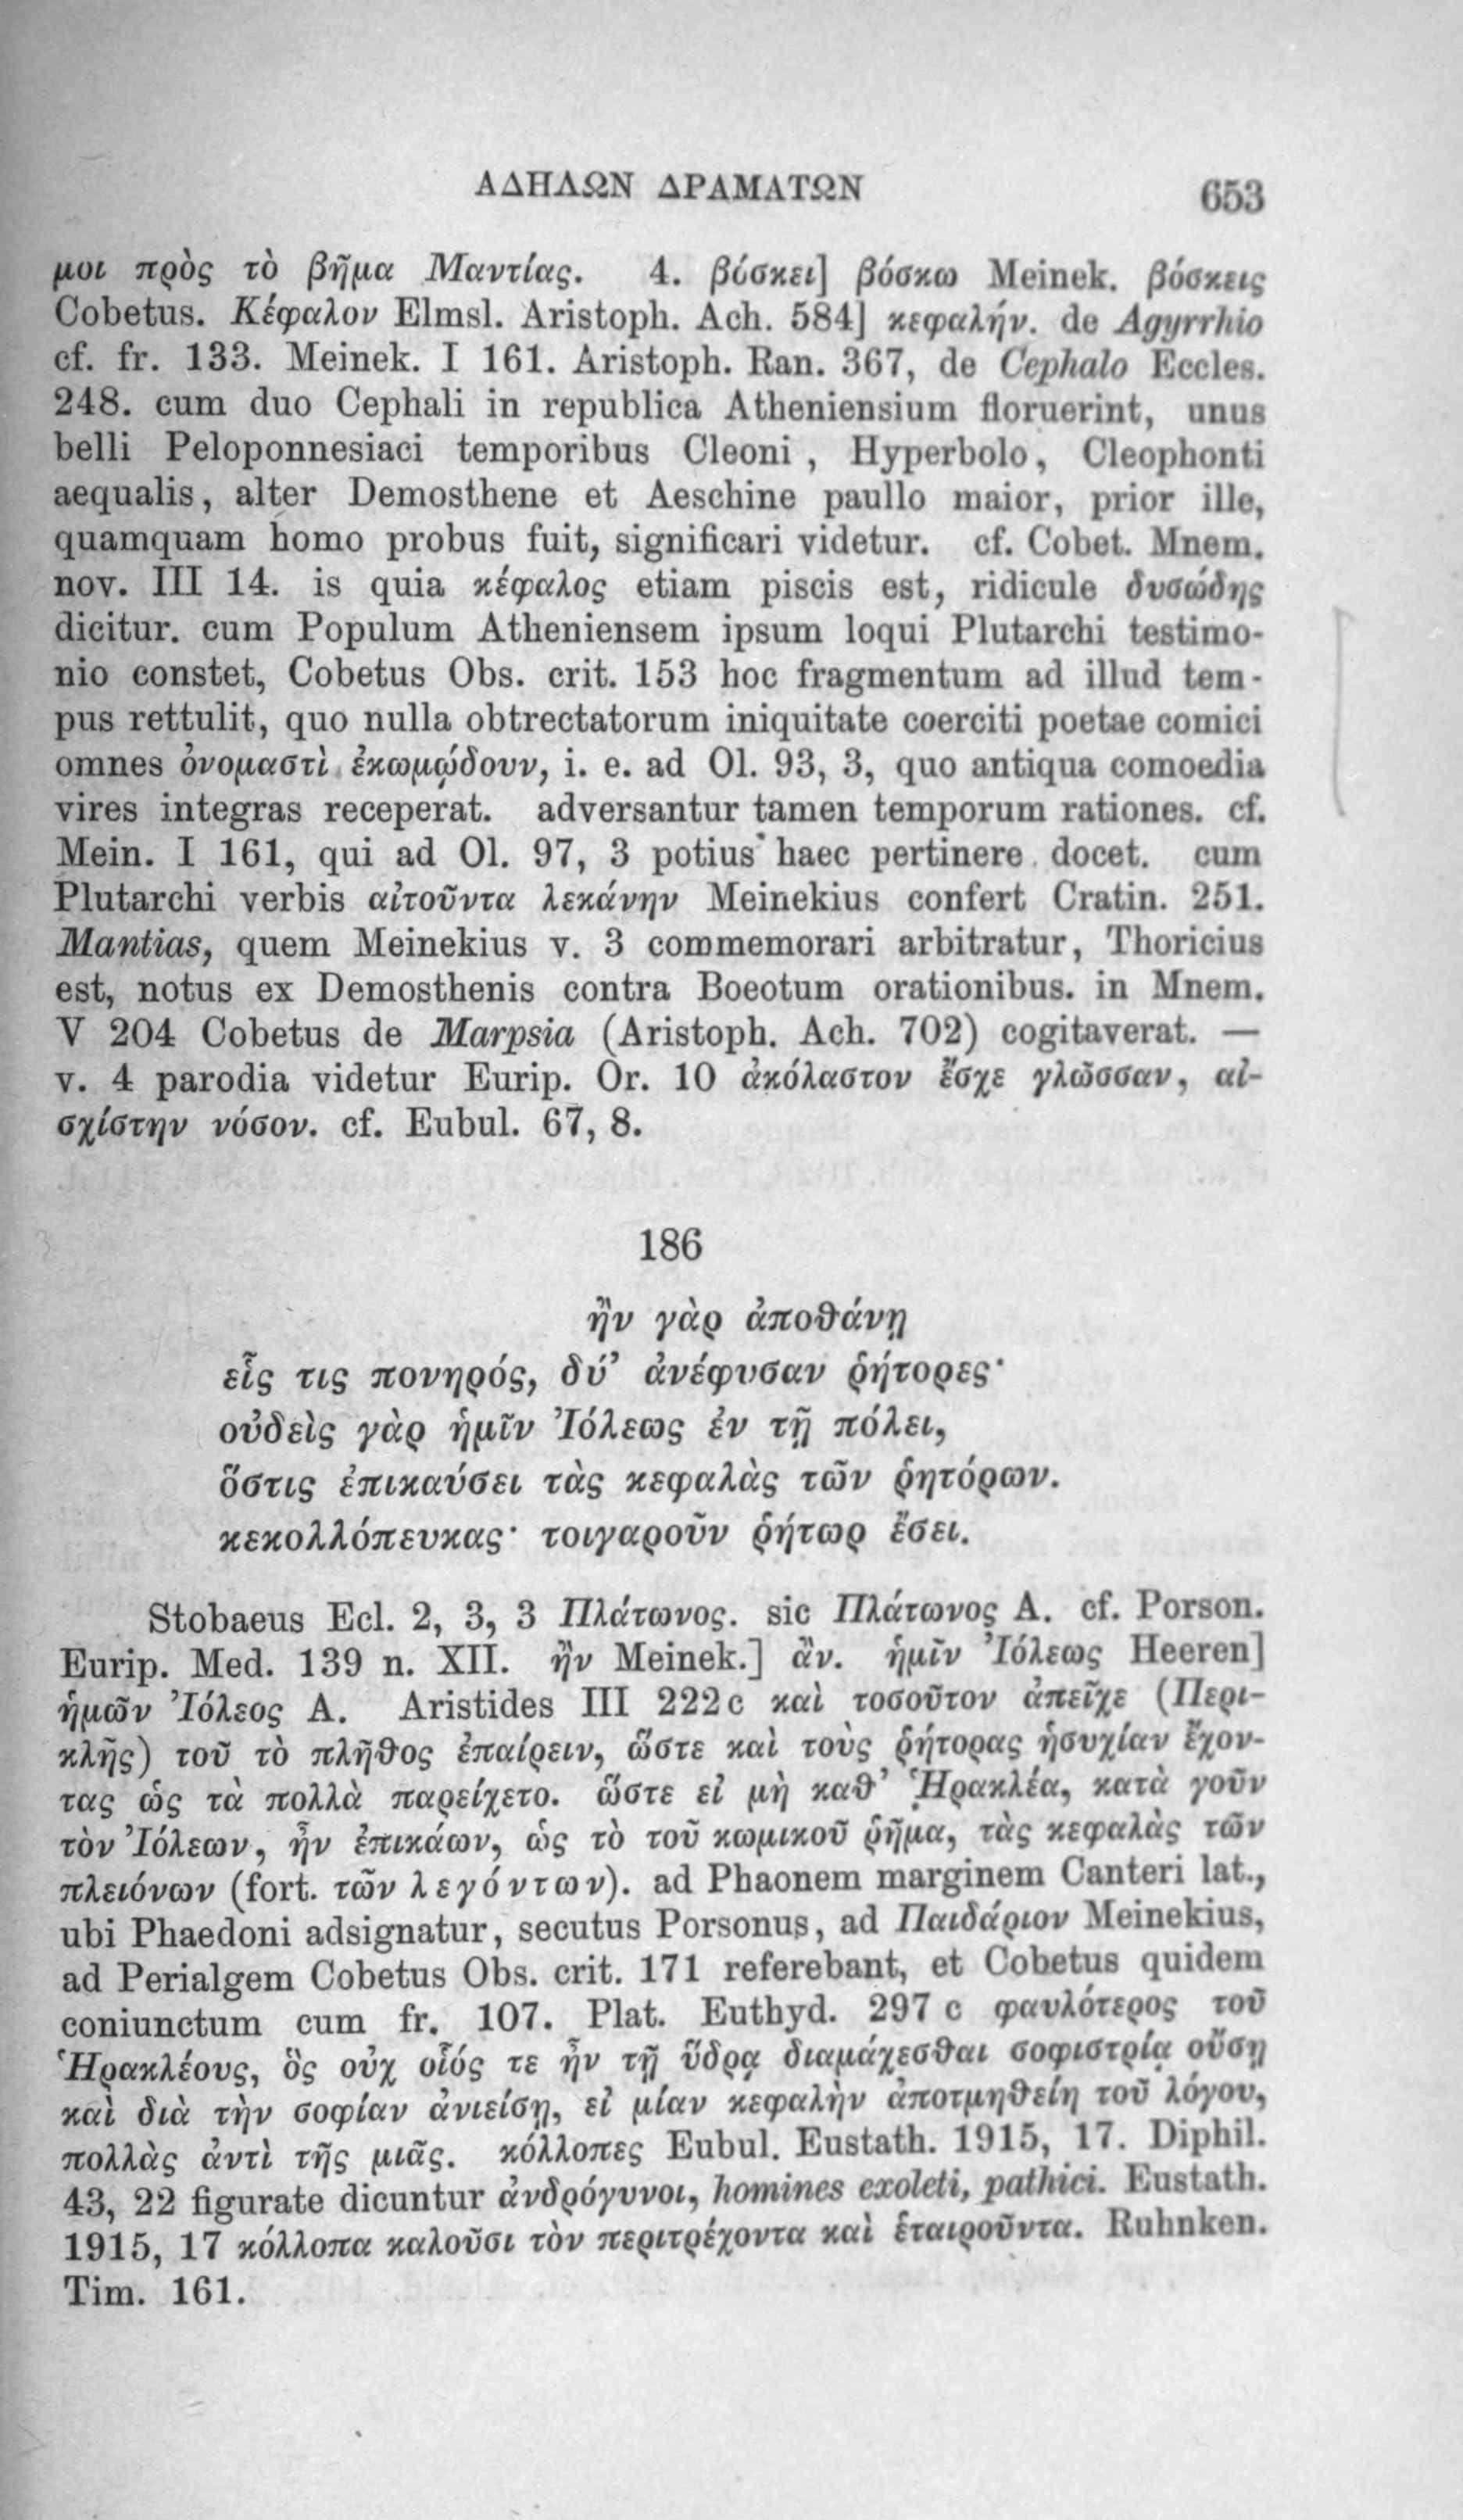 ΑΔΗΛΩΝ ΔΡΑΜΑΤΩΝ 653
μοι πρὸς τὸ βῆμα Μαντίας. 4. βόσκει] βόσκω Meinek. βόσκεις
Cobetus. Κέφαλον Elmsl. Aristoph. Ach. 584] κεφαλήν. de Agyrrhio
cf. fr. 133. Meinek. I 161. Aristoph. Ran. 367, de Cephalo Eccles.
248. cum duo Cephali in republica Atheniensium floruerint, unus
belli Peloponnesiaci temporibus Cleoni, Hyperbolo, Cleophonti
aequalis, alter Demosthene et Aeschine paullo maior, prior ille,
quamquam homo probus fuit, significari videtur. cf. Cobet. Mnem.
nov. III 14. is quia κέφαλος etiam piscis est, ridicule δυσώδης
dicitur. cum Populum Atheniensem ipsum loqui Plutarchi testimo-
nio constet, Cobetus Obs. crit. 153 hoc fragmentum ad illud tem-
pus rettulit, quo nulla obtrectatorum iniquitate coerciti poetae comici
omnes ὀνομαστὶ ἐκωμῴδουν, i. e. ad Ol. 93, 3, quo antiqua comoedia
vires integras receperat. adversantur tamen temporum rationes. cf.
Mein. I 161, qui ad Ol. 97, 3 potius haec pertinere docet. cum
Plutarchi verbis αἰτοῦντα λεκάνην Meinekius confert Cratin. 251.
Mantias, quem Meinekius v. 3 commemorari arbitratur, Thoricius
est, notus ex Demosthenis contra Boeotum orationibus. in Mnem.
V 204 Cobetus de Marpsia (Aristoph. Ach. 702) cogitaverat. —
v. 4 parodia videtur Eurip. Or. 10 ἀκόλαστον ἔσχε γλῶσσαν, αἰ-
σχίστην νόσον. cf. Eubul. 67, 8.
186
ἢν γὰρ ἀποθάνῃ
εἷς τις πονηρός, δύ’ ἀνέφυσαν ῥήτορες·
οὐδεὶς γὰρ ἡμῖν Ἰόλεως ἐν τῇ πόλει,
ὅστις ἐπικαύσει τὰς κεφαλὰς τῶν ῥητόρων.
κεκολλόπευκας· τοιγαροῦν ῥήτωρ ἔσει.
Stobaeus Ecl. 2, 3, 3 Πλάτωνος. sic Πλάτωνος A. cf. Porson.
Eurip. Med. 139 n. XII. ἢν Meinek.] ἂν. ἡμῖν Ἰόλεως Heeren]
ἡμῶν Ἰόλεος A. Aristides III 222 c καὶ τοσοῦτον ἀπεῖχε (Περι-
κλῆς) τοῦ τὸ πλῆθος ἐπαίρειν, ὥστε καὶ τοὺς ῥήτορας ἡσυχίαν ἔχον-
τας ὡς τὰ πολλὰ παρείχετο. ὥστε εἰ μὴ καθ’ Ἡρακλέα, κατὰ γοῦν
τὸν Ἰόλεων, ἦν ἐπικάων, ὡς τὸ τοῦ κωμικοῦ ῥῆμα, τὰς κεφαλὰς τῶν
πλειόνων (fort. τῶν λεγόντων). ad Phaonem marginem Canteri lat.,
ubi Phaedoni adsignatur, secutus Porsonus, ad Παιδάριον Meinekius,
ad Perialgem Cobetus Obs. crit. 171 referebant, et Cobetus quidem
coniunctum cum fr. 107. Plat. Euthyd. 297 c φαυλότερος τοῦ
Ἡρακλέους, ὃς οὐχ οἷός τε ἦν τῇ ὕδρᾳ διαμάχεσθαι σοφιστρίᾳ οὔσῃ
καὶ διὰ τὴν σοφίαν ἀνιείσῃ, εἰ μίαν κεφαλὴν ἀποτμηθείη τοῦ λόγου,
πολλὰς ἀντὶ τῆς μιᾶς. κόλλοπες Eubul. Eustath. 1915, 17. Diphil.
43, 22 figurate dicuntur ἀνδρόγυνοι, homines exoleti, pathici. Eustath.
1915, 17 κόλλοπα καλοῦσι τὸν περιτρέχοντα καὶ ἑταιροῦντα. Ruhnken.
Tim. 161.